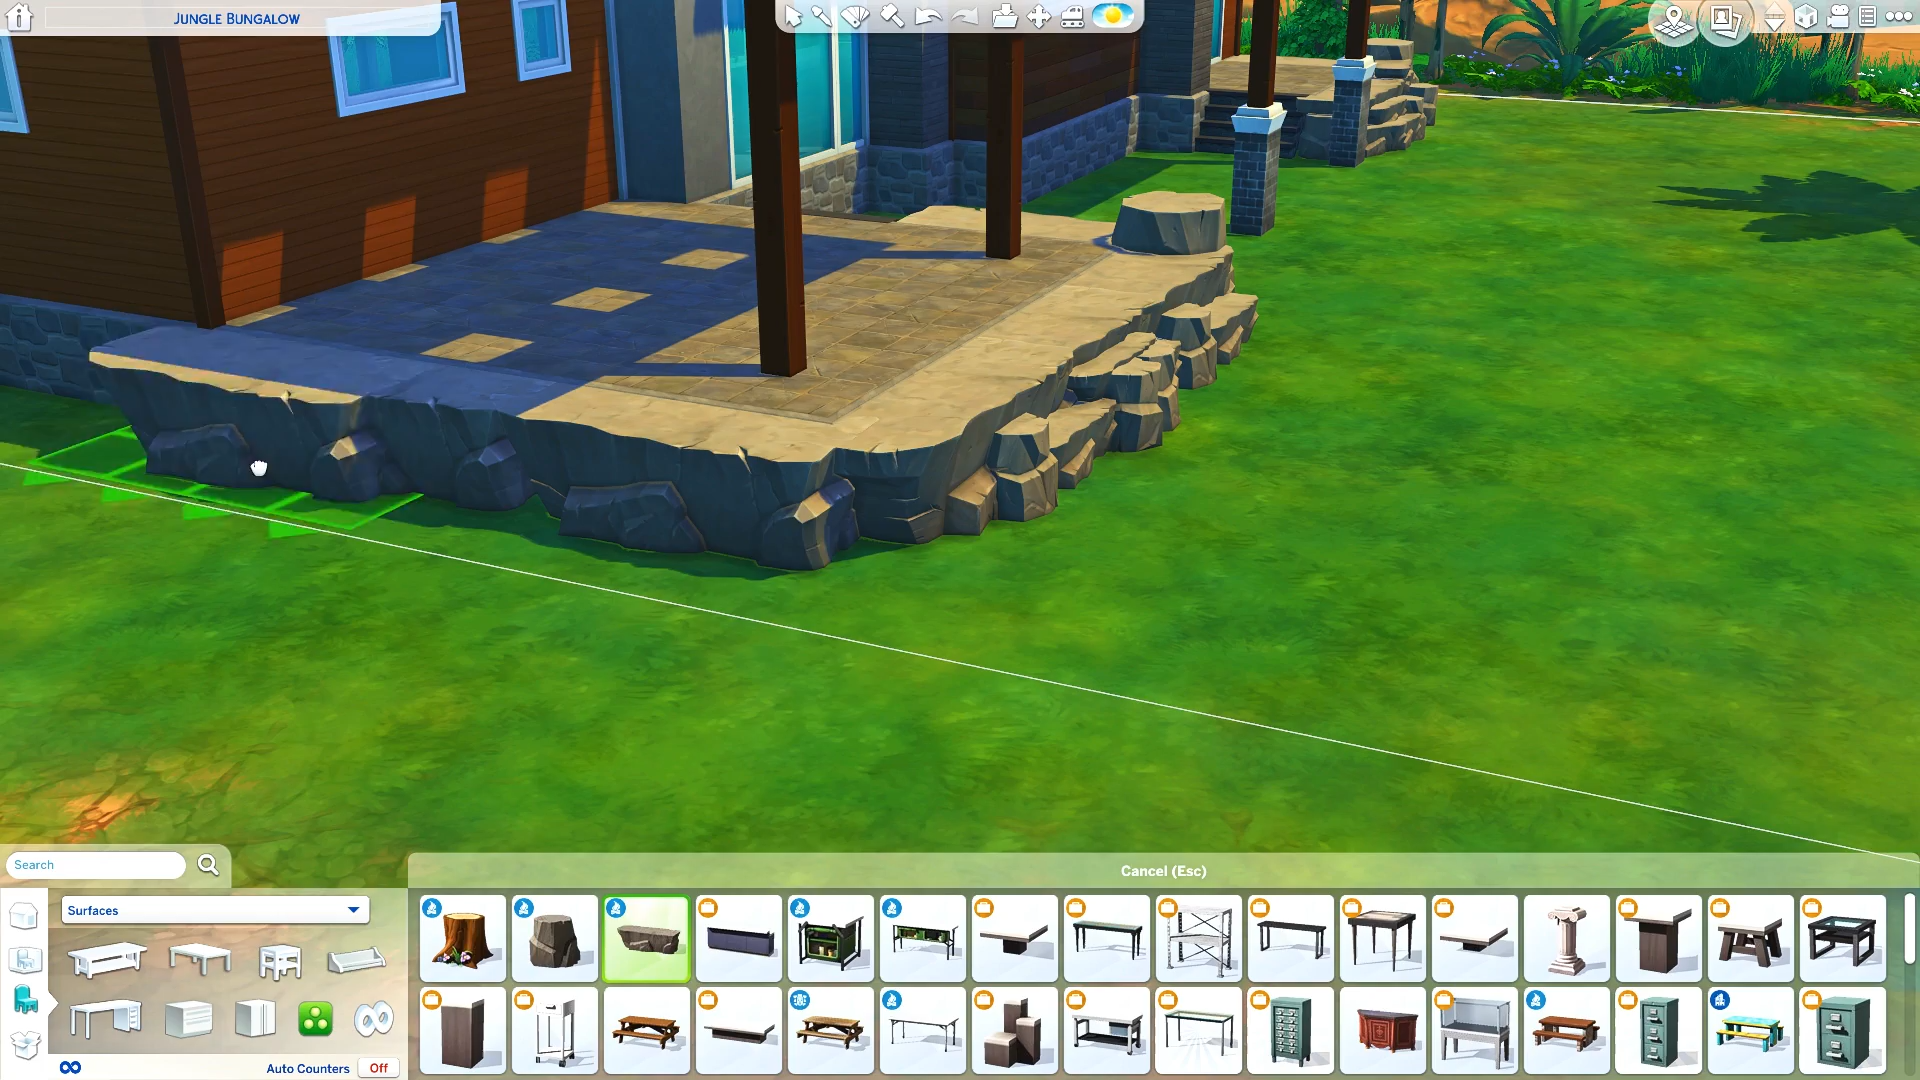 Jungle Bungalow
Search
Cancel (Esc)
Surfaces
Auto Counters Off